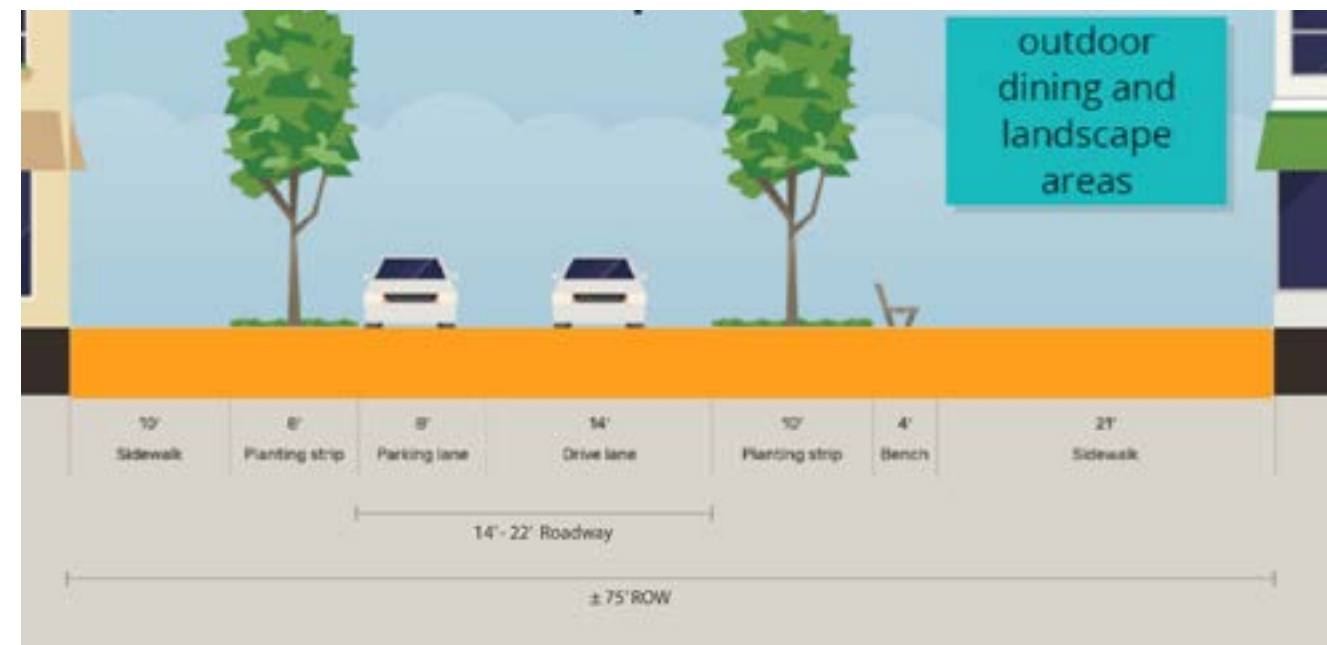 outdoor
dining and
landscape
areas
10' 8' 8' 14' 10' 4' 21'
Sidewalk Planting strip Parking lane Drive lane Planting strip Bench Sidewalk
14'- 22' Roadway
± 75' ROW